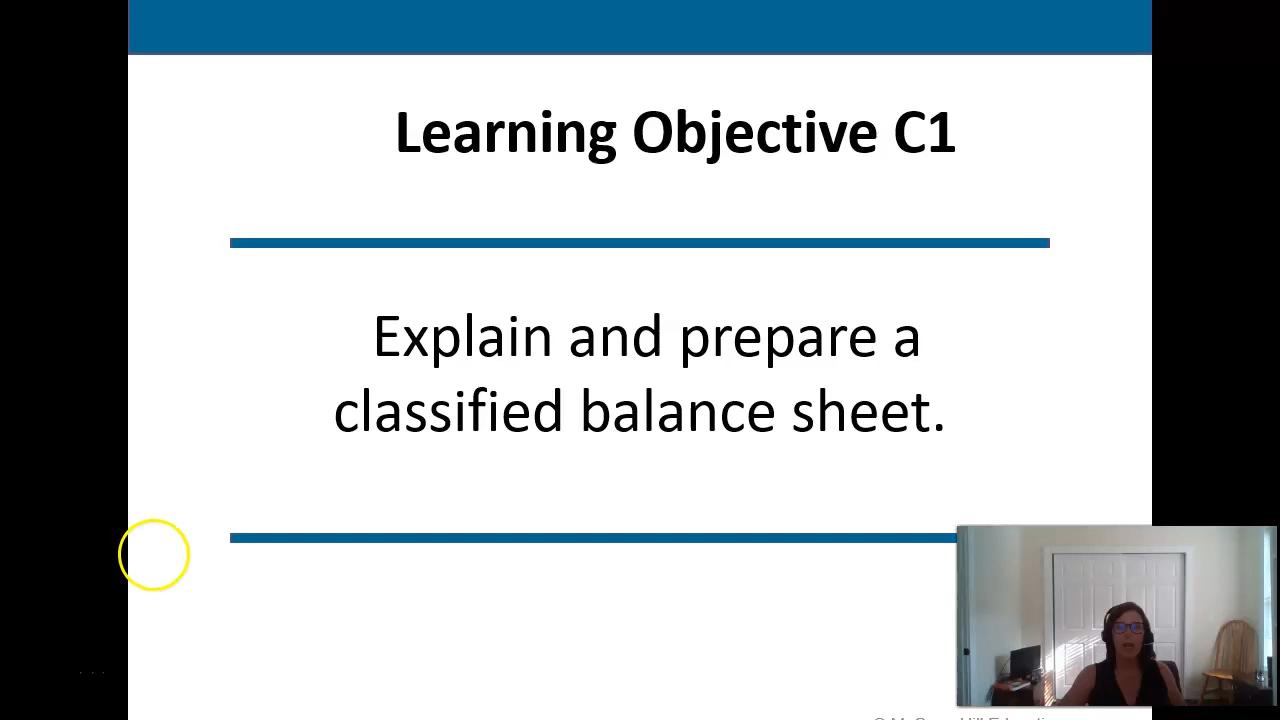 Learning Objective C1
Explain and prepare a
classified balance sheet.